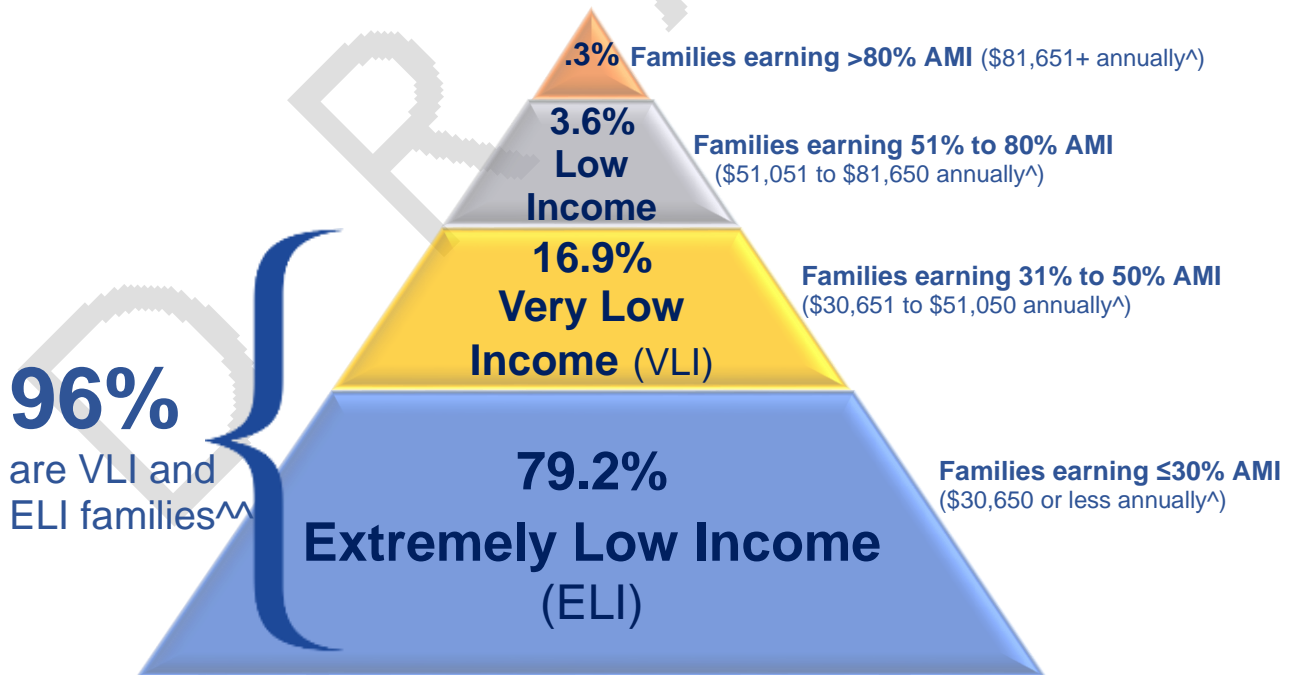 .3% Families earning >80% AMI ($81,651+ annually^)
3.6%
Low
Income
Families earning 51% to 80% AMI
($51,051 to $81,650 annually^)
16.9%
Very Low
Income (VLI)
Families earning 31% to 50% AMI
($30,651 to $51,050 annually^)
96%
are VLI and
ELI families^^
79.2%
Extremely Low Income
(ELI)
Families earning ≤30% AMI
($30,650 or less annually^)